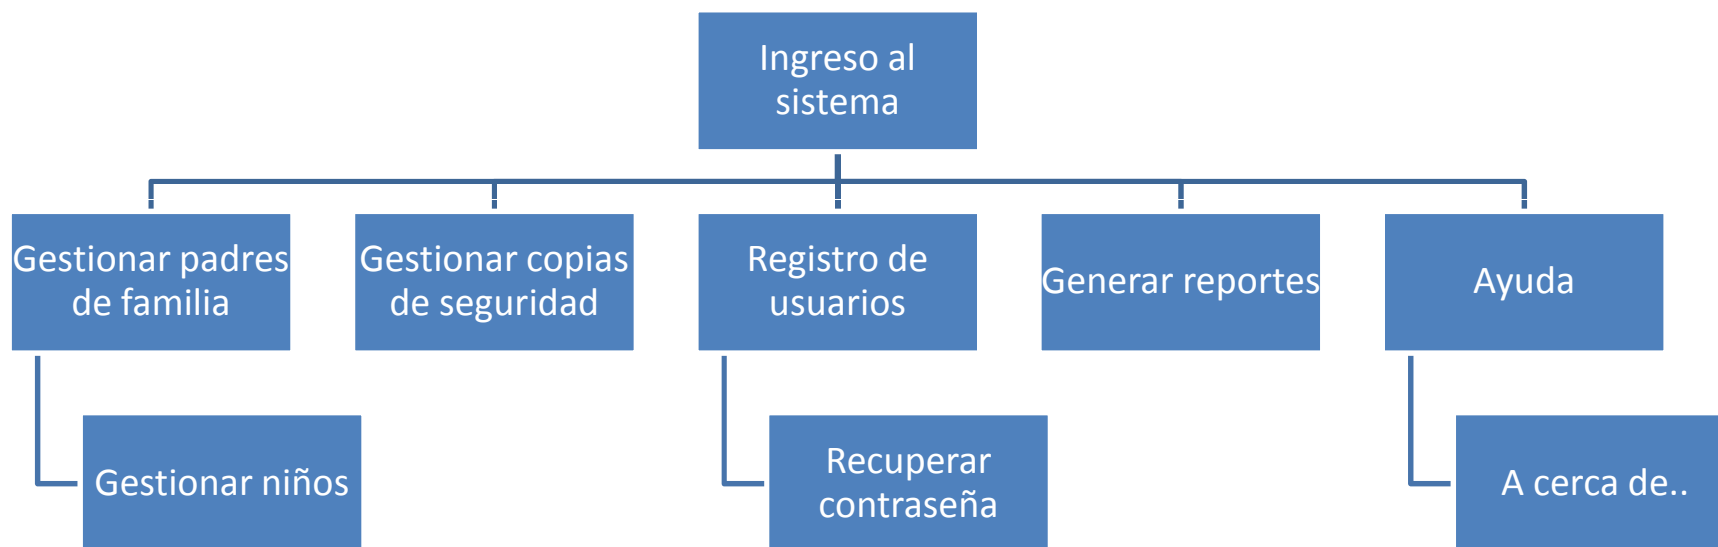 Ingreso al
sistema
Gestionar padres
de familia
Gestionar copias
de seguridad
Registro de
usuarios
Generar reportes
Ayuda
Gestionar niños
Recuperar
contraseña
A cerca de..